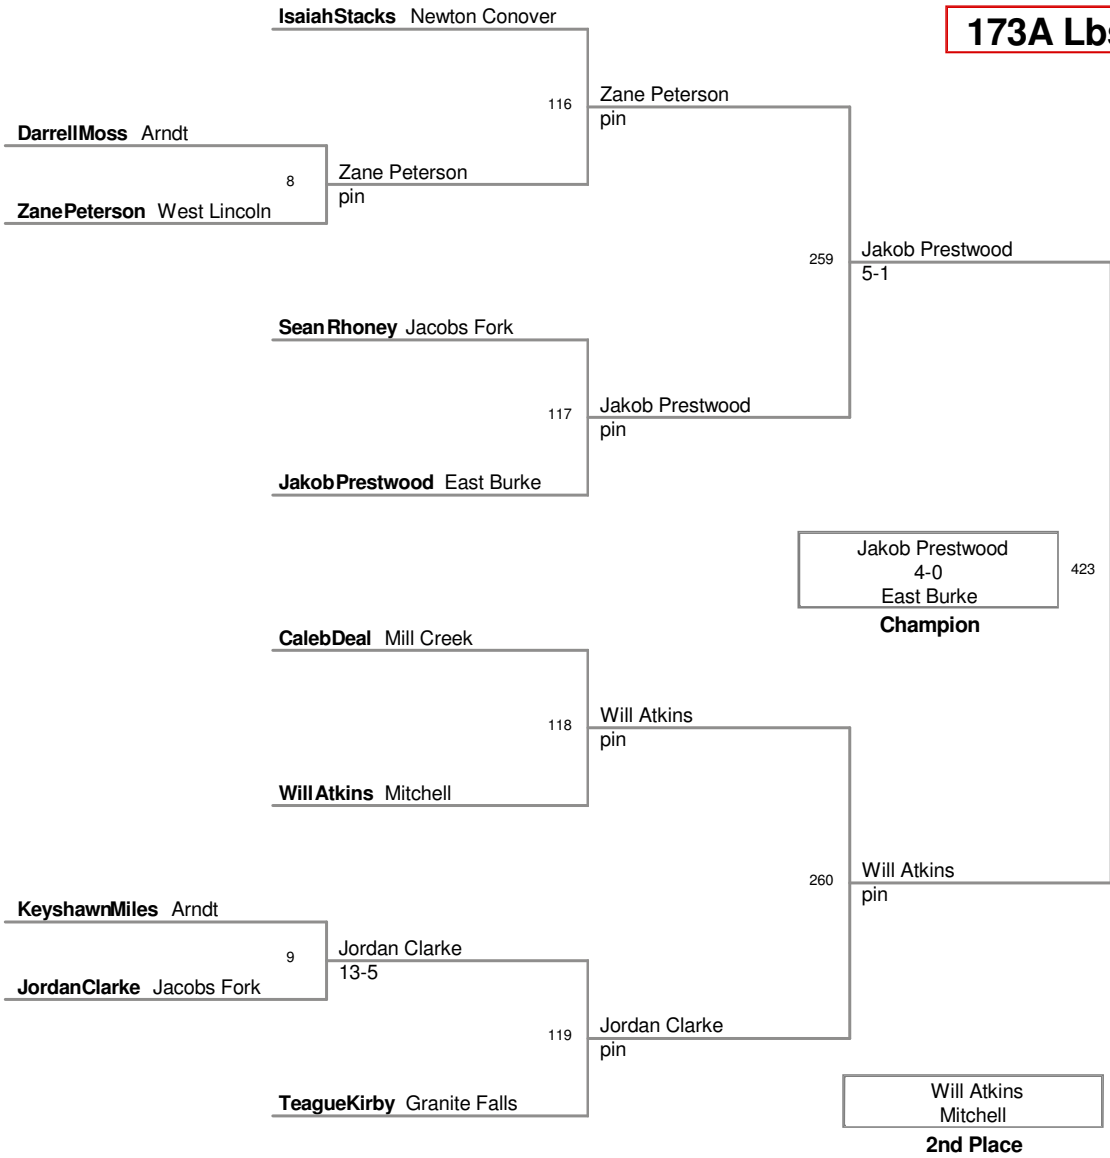 IsaiahStacks Newton Conover
173A Lbs
116
Zane Peterson
pin
DarrellMoss Arndt
8
Zane Peterson
pin
ZanePeterson West Lincoln
259
Jakob Prestwood
5-1
Sean Rhoney Jacobs Fork
117
Jakob Prestwood
pin
JakobPrestwood East Burke
Jakob Prestwood
4-0
East Burke
423
Champion
CalebDeal Mill Creek
118
Will Atkins
pin
WillAtkins Mitchell
260
Will Atkins
pin
KeyshawnMiles Arndt
9
Jordan Clarke
13-5
JordanClarke Jacobs Fork
119
Jordan Clarke
pin
TeagueKirby Granite Falls
Will Atkins
Mitchell
2nd Place